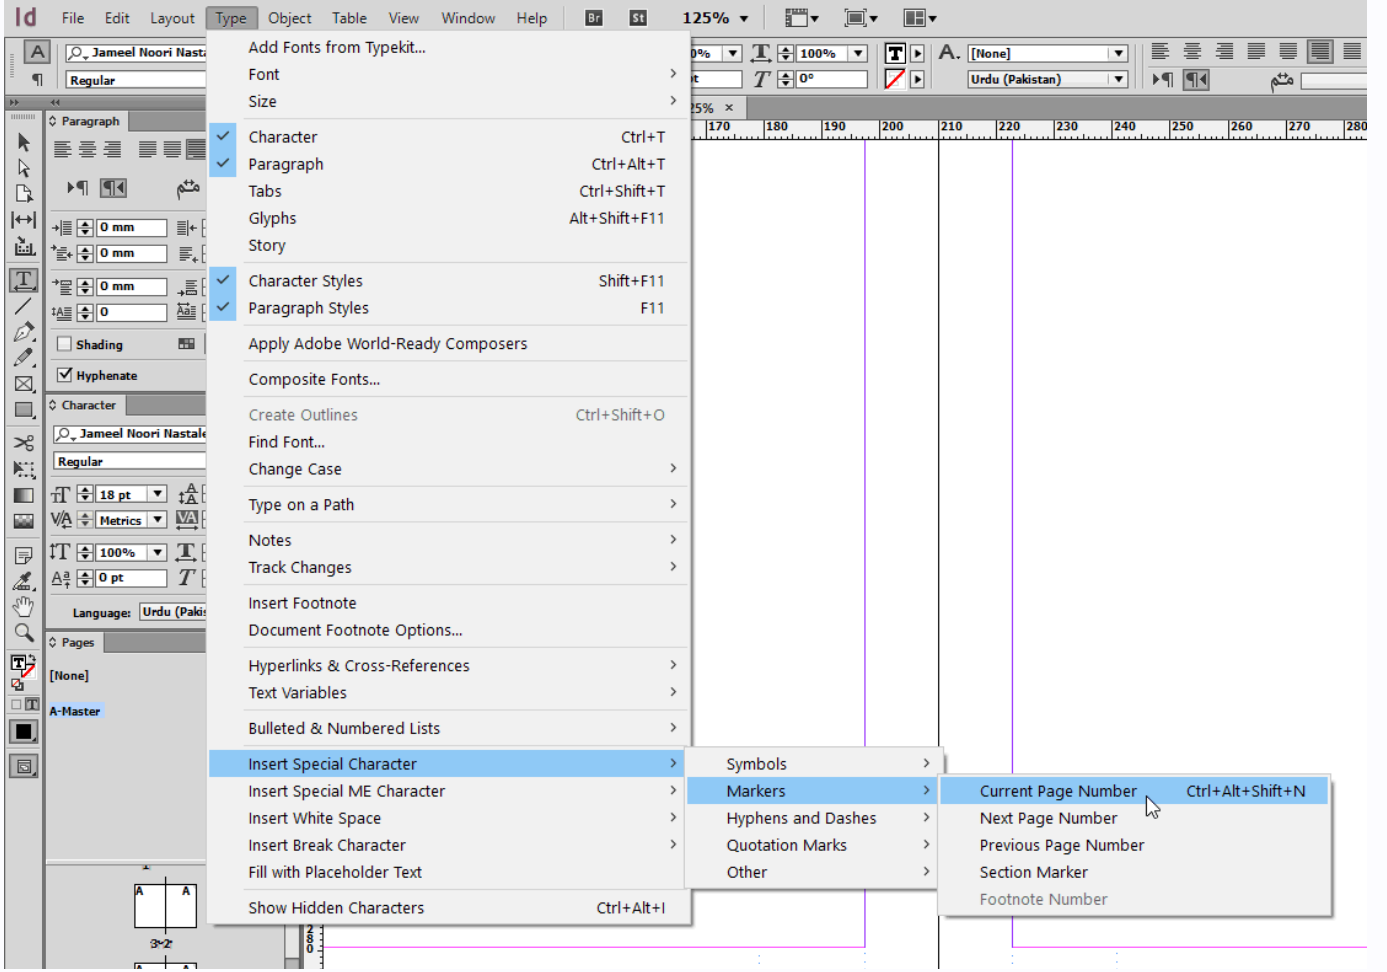 Id File Edit Layout Type Object Table View Window Help Br St 125%
A Jameel Noori Nasta 0% T 100% T A. [None]
¶ Regular pt T 0° Urdu (Pakistan)
25% ×
170 180 190 200 210 220 230 240 250 260 270 280
Paragraph
0 mm
0 mm
0 mm
0
Shading
Hyphenate
Character
Jameel Noori Nastale
Regular
18 pt
Metrics
100%
0 pt
Language: Urdu (Pakis
Pages
[None]
A-Master
A A
3-2
A A
Add Fonts from Typekit...
Font
Size
Character Ctrl+T
Paragraph Ctrl+Alt+T
Tabs Ctrl+Shift+T
Glyphs Alt+Shift+F11
Story
Character Styles Shift+F11
Paragraph Styles F11
Apply Adobe World-Ready Composers
Composite Fonts...
Create Outlines Ctrl+Shift+O
Find Font...
Change Case
Type on a Path
Notes
Track Changes
Insert Footnote
Document Footnote Options...
Hyperlinks & Cross-References
Text Variables
Bulleted & Numbered Lists
Insert Special Character
Insert Special ME Character
Insert White Space
Insert Break Character
Fill with Placeholder Text
Show Hidden Characters Ctrl+Alt+I
Symbols
Markers
Hyphens and Dashes
Quotation Marks
Other
Current Page Number Ctrl+Alt+Shift+N
Next Page Number
Previous Page Number
Section Marker
Footnote Number
280